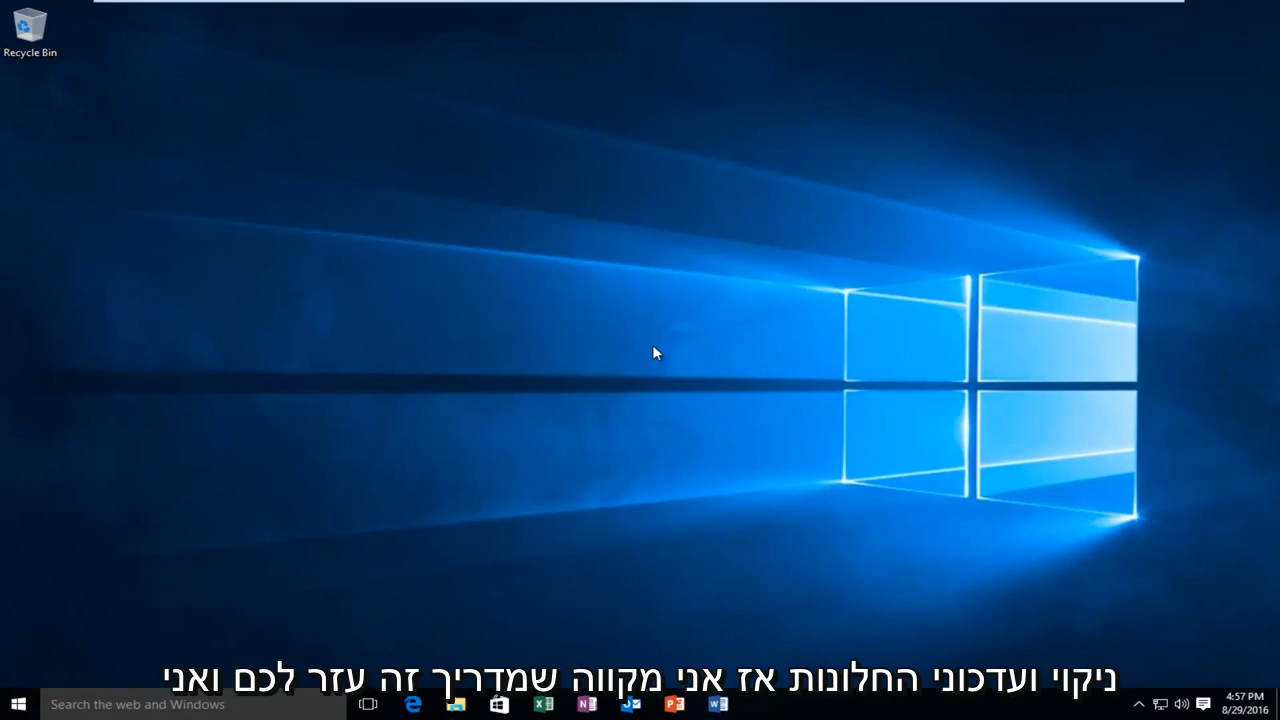 Recycle Bin
ניקוי ועדכוני החלונות אז אני מקווה שמדריך זה עזר לכם ואני
Search the web and Windows
4:57 PM
8/29/2016